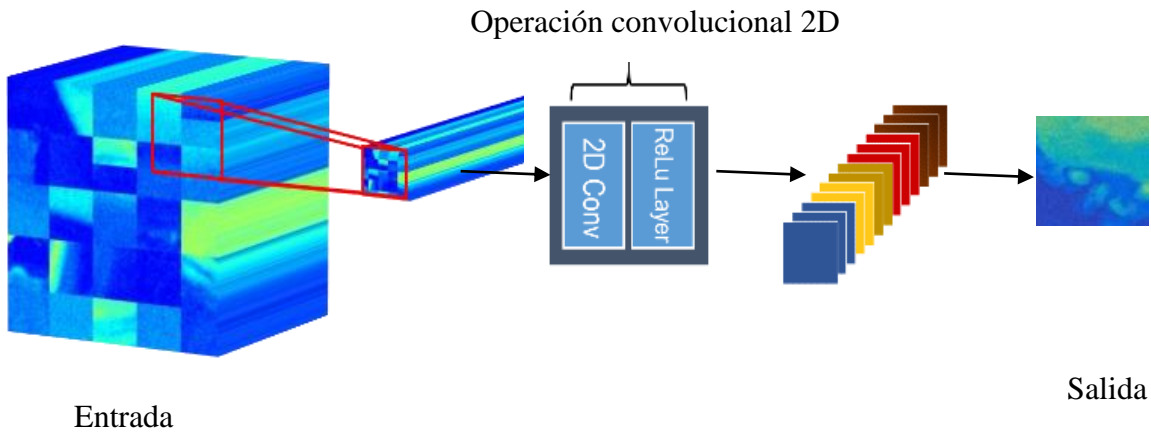 Operación convolucional 2D
2D Conv
ReLu Layer
Entrada
Salida